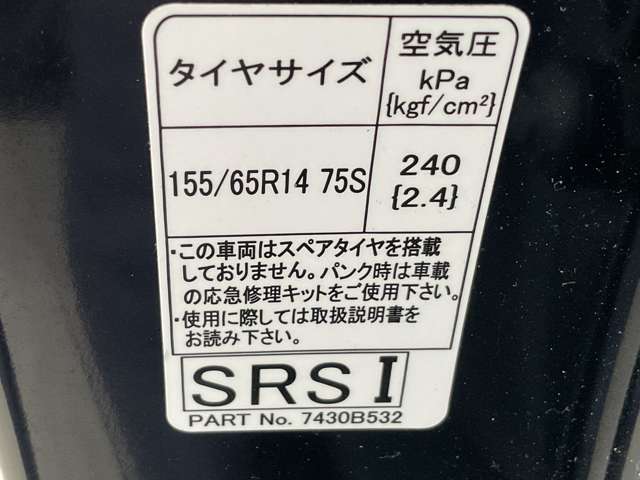 タイヤサイズ
空気圧
kPa
{kgf/cm²}
155/65R14 75S
240
{2.4}
・この車両はスペアタイヤを搭載
しておりません。パンク時は車載
の応急修理キットをご使用下さい。
・使用に際しては取扱説明書を
お読み下さい。
SRS I
PART No. 7430B532